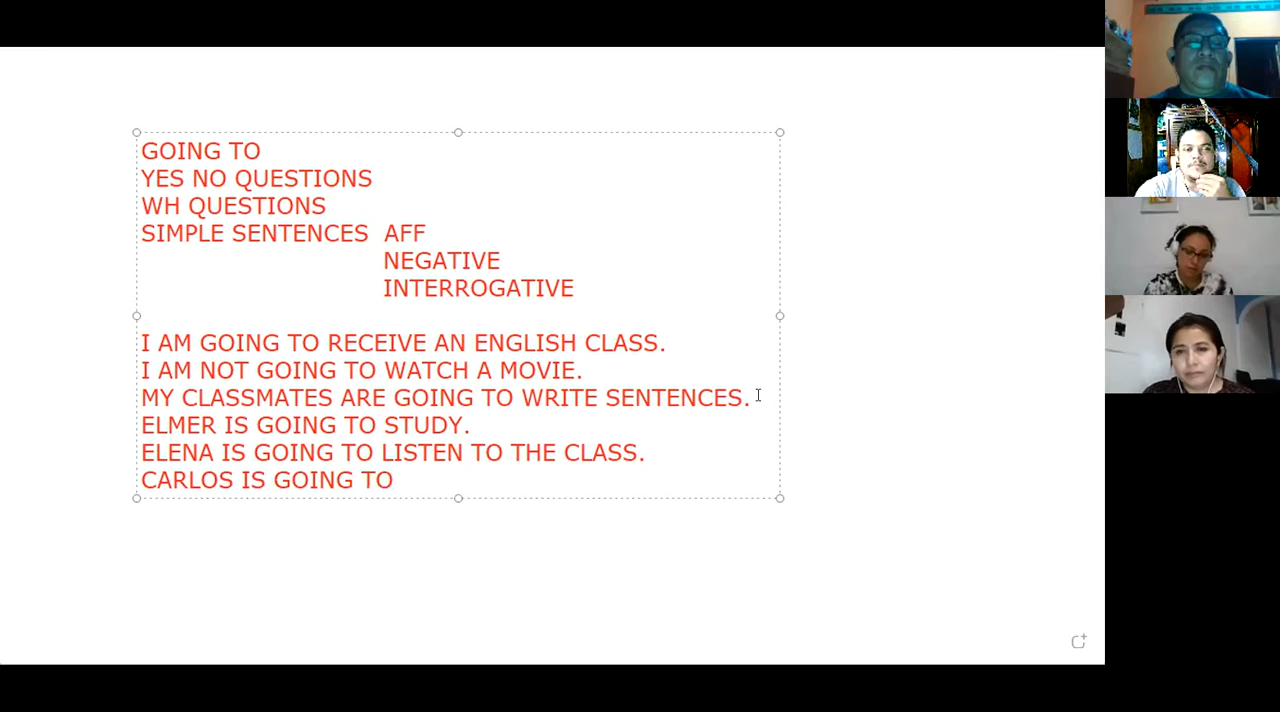 GOING TO
YES NO QUESTIONS
WH QUESTIONS
SIMPLE SENTENCES AFF
NEGATIVE
INTERROGATIVE
I AM GOING TO RECEIVE AN ENGLISH CLASS.
I AM NOT GOING TO WATCH A MOVIE.
MY CLASSMATES ARE GOING TO WRITE SENTENCES.
ELMER IS GOING TO STUDY.
ELENA IS GOING TO LISTEN TO THE CLASS.
CARLOS IS GOING TO